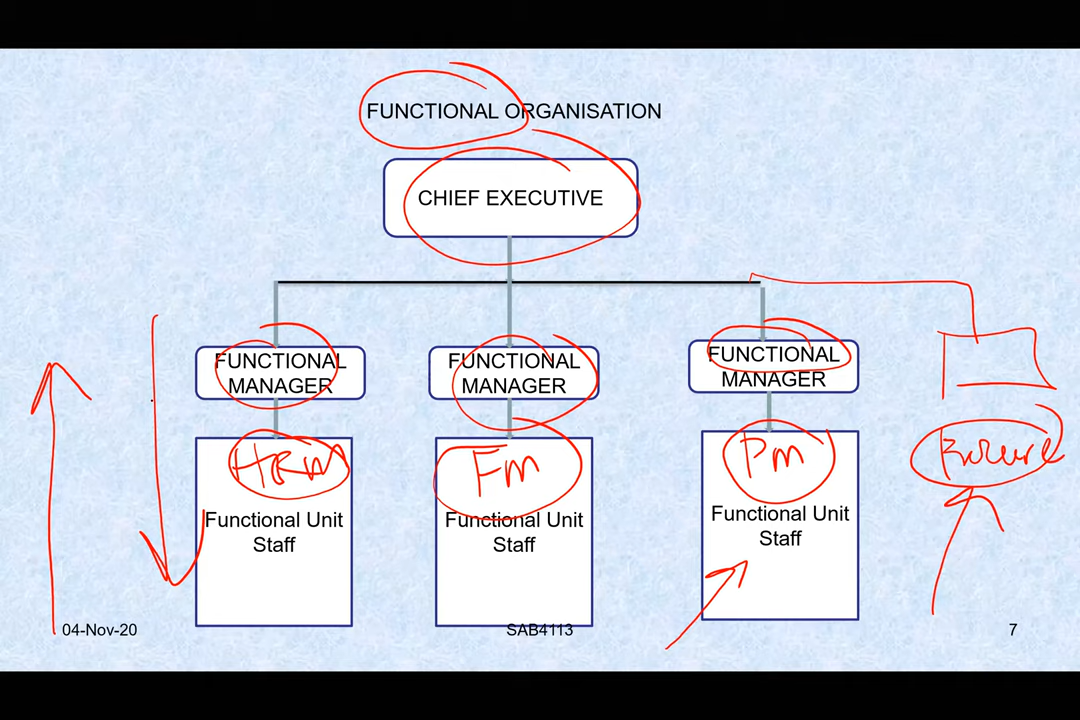 FUNCTIONAL ORGANISATION
CHIEF EXECUTIVE
FUNCTIONAL
MANAGER
FUNCTIONAL
MANAGER
FUNCTIONAL
MANAGER
HRM
Fm
Pm
Functional Unit
Staff
Functional Unit
Staff
Functional Unit
Staff
04-Nov-20
SAB4113
7